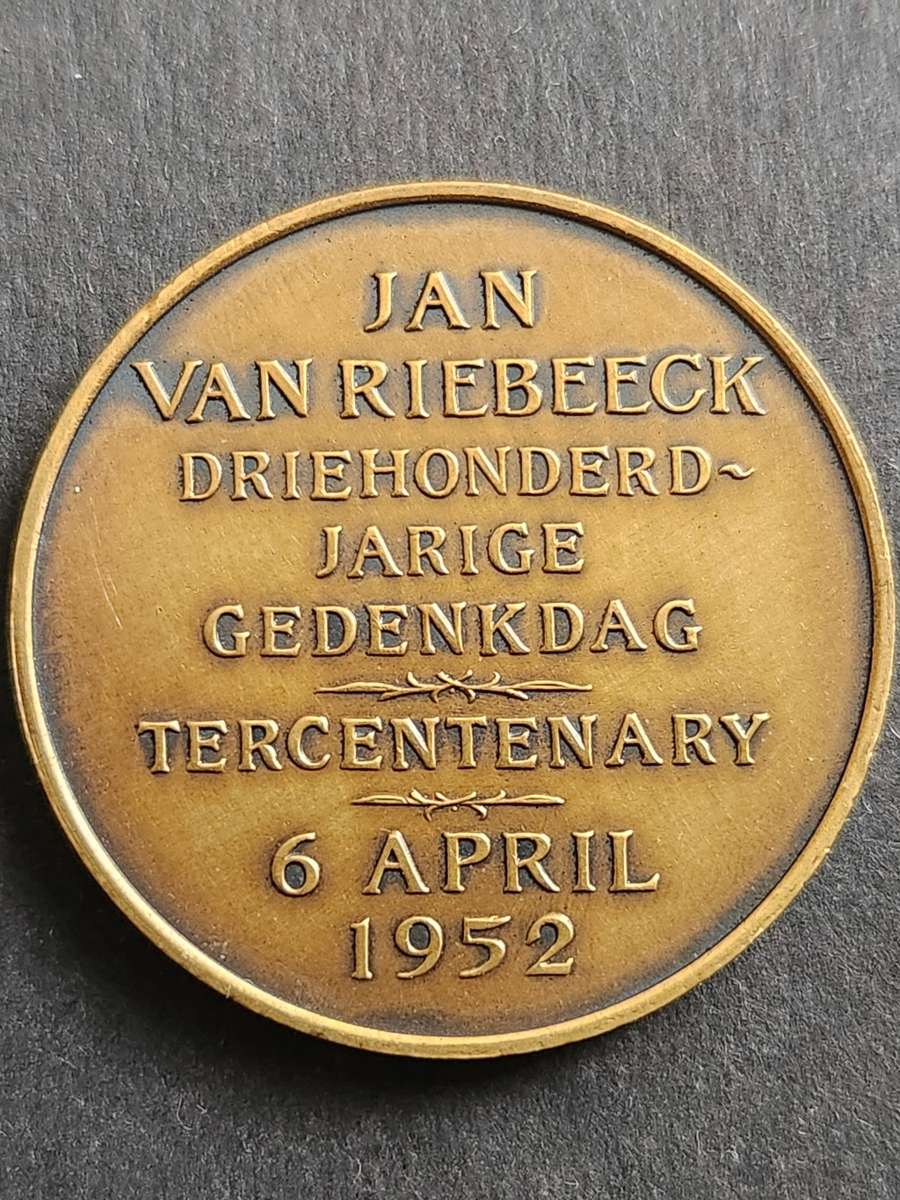 JAN
VAN RIEBEECK
DRIEHONDERD~
JARIGE
GEDENKDAG
TERCENTENARY
6 APRIL
1952